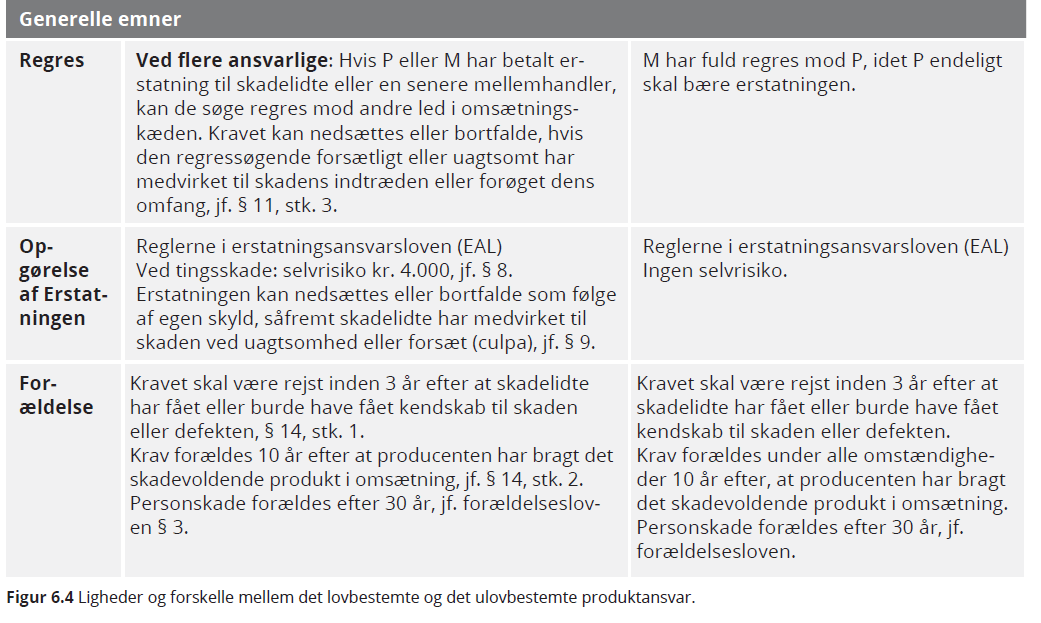 Generelle emner
Regres
Ved flere ansvarlige: Hvis P eller M har betalt er-
statning til skadelidte eller en senere mellemhandler,
kan de søge regres mod andre led i omsætnings-
kæden. Kravet kan nedsættes eller bortfalde, hvis
den regressøgende forsætligt eller uagtsomt har
medvirket til skadens indtræden eller forøget dens
omfang, jf. § 11, stk. 3.
M har fuld regres mod P, idet P endeligt
skal bære erstatningen.
Op-
gørelse
af Erstat-
ningen
Reglerne i erstatningsansvarsloven (EAL)
Ved tingsskade: selvrisiko kr. 4.000, jf. § 8.
Erstatningen kan nedsættes eller bortfalde som følge
af egen skyld, såfremt skadelidte har medvirket til
skaden ved uagtsomhed eller forsæt (culpa), jf. § 9.
Reglerne i erstatningsansvarsloven (EAL)
Ingen selvrisiko.
For-
ældelse
Kravet skal være rejst inden 3 år efter at skadelidte
har fået eller burde have fået kendskab til skaden
eller defekten, § 14, stk. 1.
Krav forældes 10 år efter at producenten har bragt det
skadevoldende produkt i omsætning, jf. § 14, stk. 2.
Personskade forældes efter 30 år, jf. forældelseslov-
en § 3.
Kravet skal være rejst inden 3 år efter at
skadelidte har fået eller burde have fået
kendskab til skaden eller defekten.
Krav forældes under alle omstændighe-
der 10 år efter, at producenten har bragt
det skadevoldende produkt i omsætning.
Personskade forældes efter 30 år, jf.
forældelsesloven.
Figur 6.4 Ligheder og forskelle mellem det lovbestemte og det ulovbestemte produktansvar.